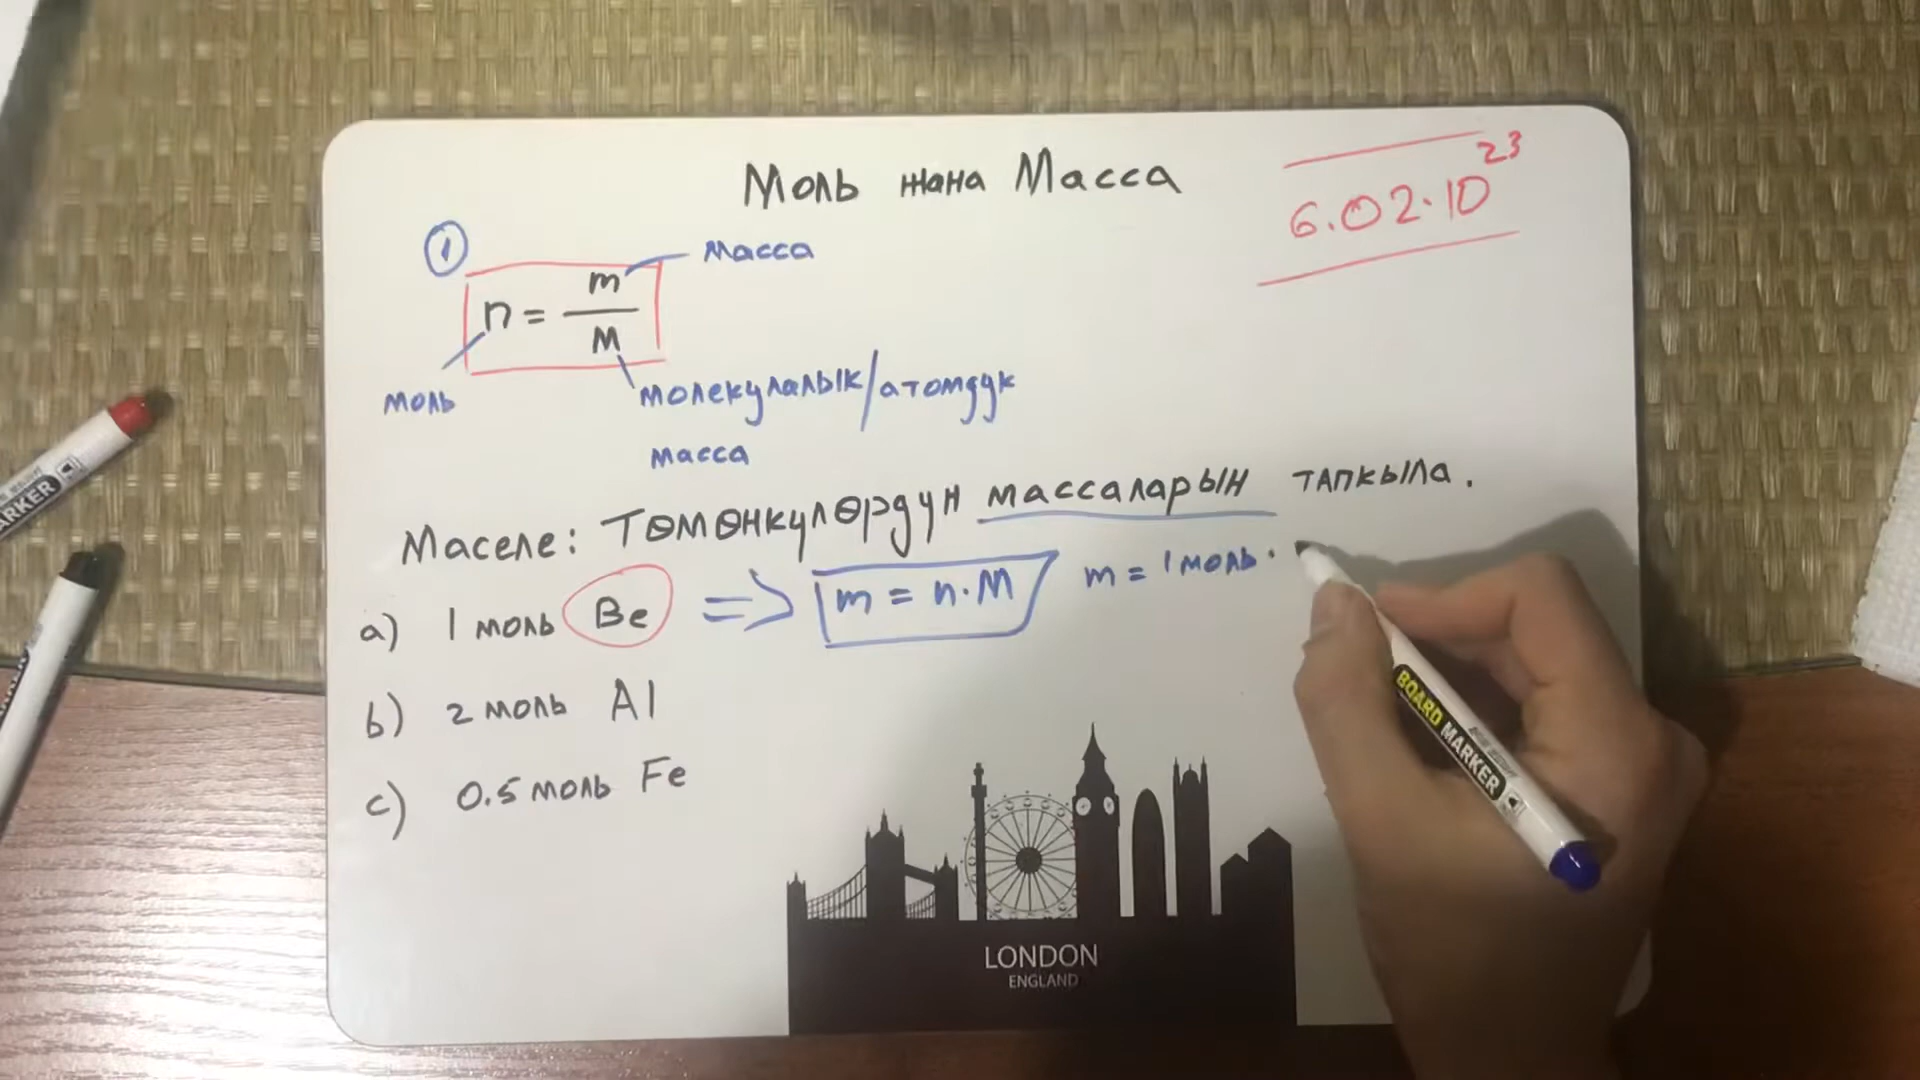 Моль жана Масса
6.02·10²³
①
n = m/M
масса
моль
молекулалык/атомдук
масса
Маселе: Төмөнкүлөрдүн массаларын тапкыла.
a) 1 моль Be => m = n·M m = 1 моль ·
b) 2 моль Al
c) 0.5 моль Fe
LONDON
ENGLAND
BOARD MARKER
ARKER
MARKER